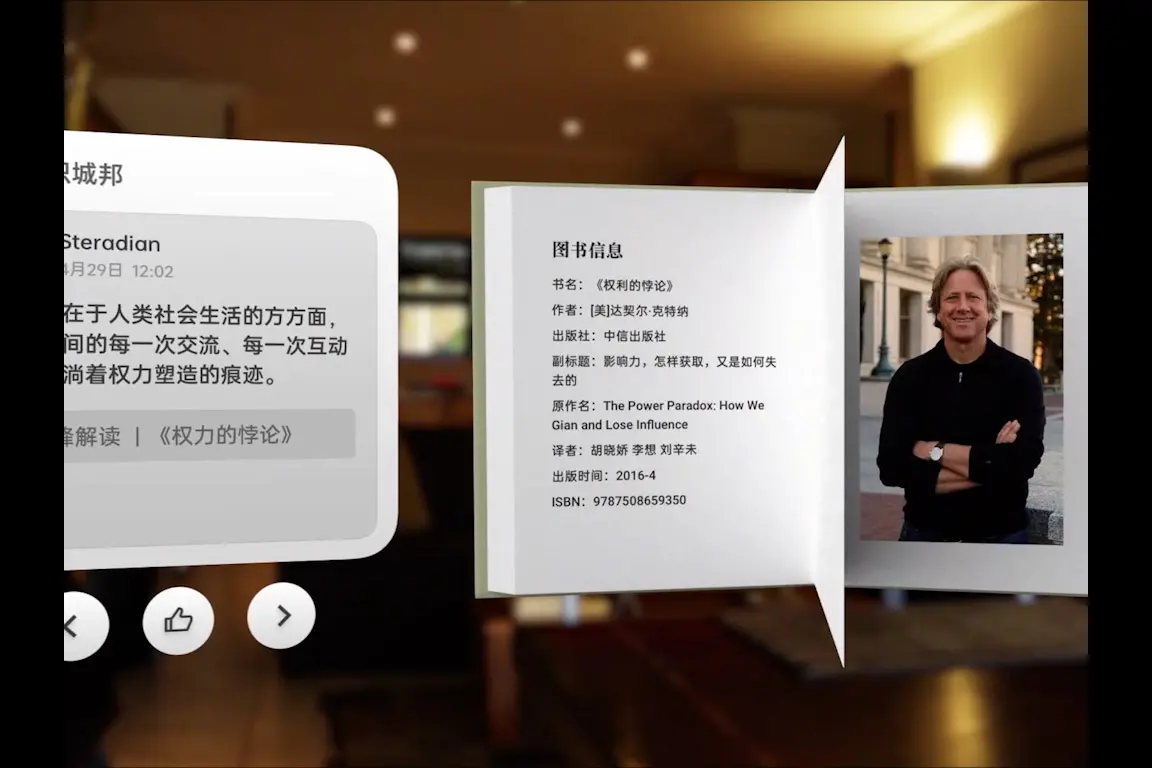 城邦
Steradian
4月29日 12:02
在于人类社会生活的方方面，
间的每一次交流、每一次互动
淌着权力塑造的痕迹。
解读 | 《权力的悖论》
图书信息
书名：《权利的悖论》
作者：[美]达契尔·克特纳
出版社：中信出版社
副标题：影响力，怎样获取，又是如何失
去的
原作名：The Power Paradox: How We
Gian and Lose Influence
译者：胡晓娇 李想 刘辛未
出版时间：2016-4
ISBN：9787508659350